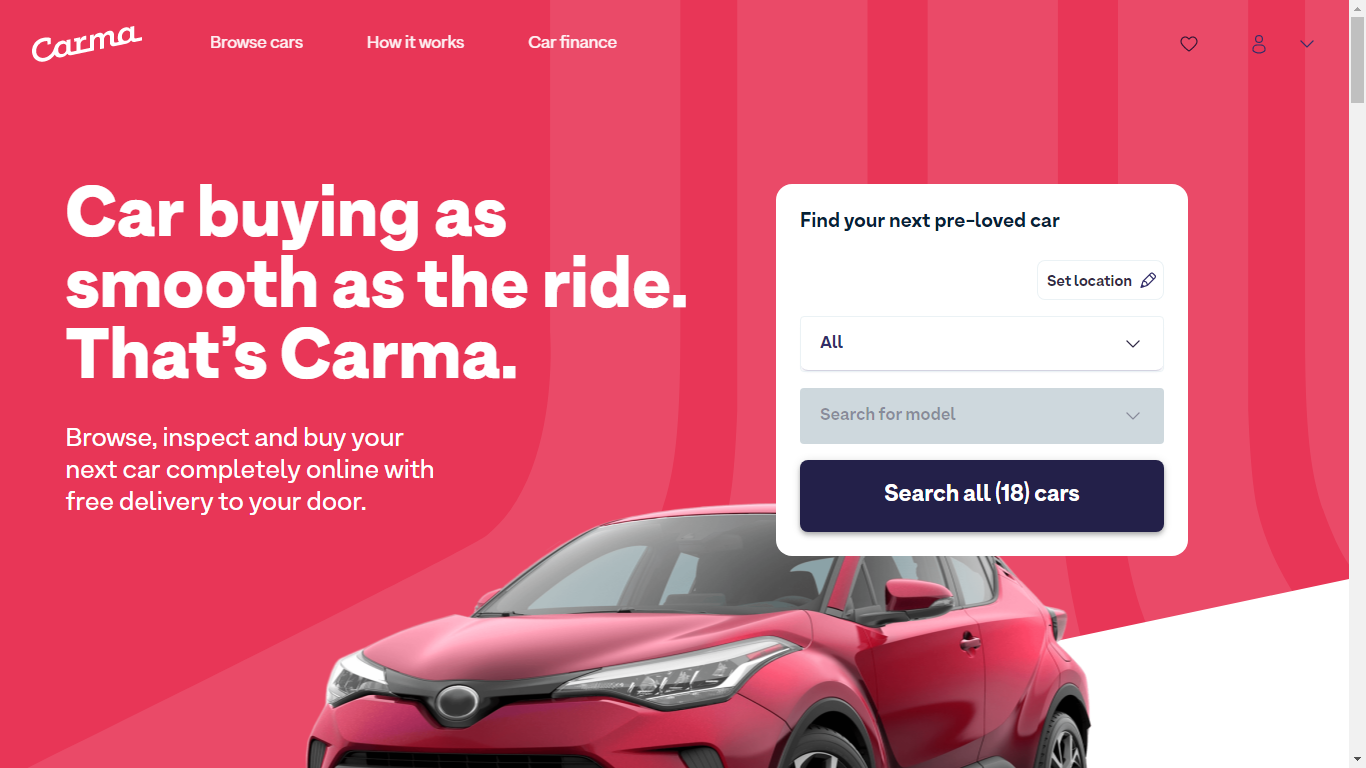 Carma
Browse cars
How it works
Car finance
Car buying as
smooth as the ride.
That's Carma.
Browse, inspect and buy your
next car completely online with
free delivery to your door.
Find your next pre-loved car
Set location
All
Search for model
Search all (18) cars